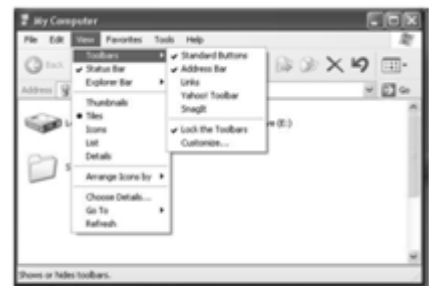 My Computer
File Edit View Favorites Tools Help
Back
Address Go
Toolbars
Status Bar
Explorer Bar
Thumbnails
Tiles
Icons
List
Details
Arrange Icons by
Choose Details...
Go To
Refresh
Standard Buttons
Address Bar
Links
Yahoo! Toolbar
SnagIt
Lock the Toolbars
Customize...
(E:)
Shows or hides toolbars.